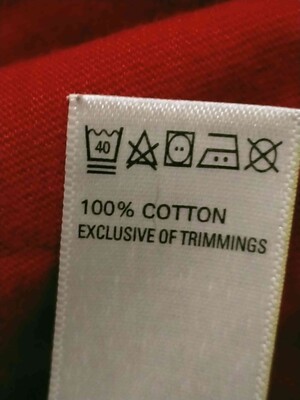 40
100% COTTON
EXCLUSIVE OF TRIMMINGS